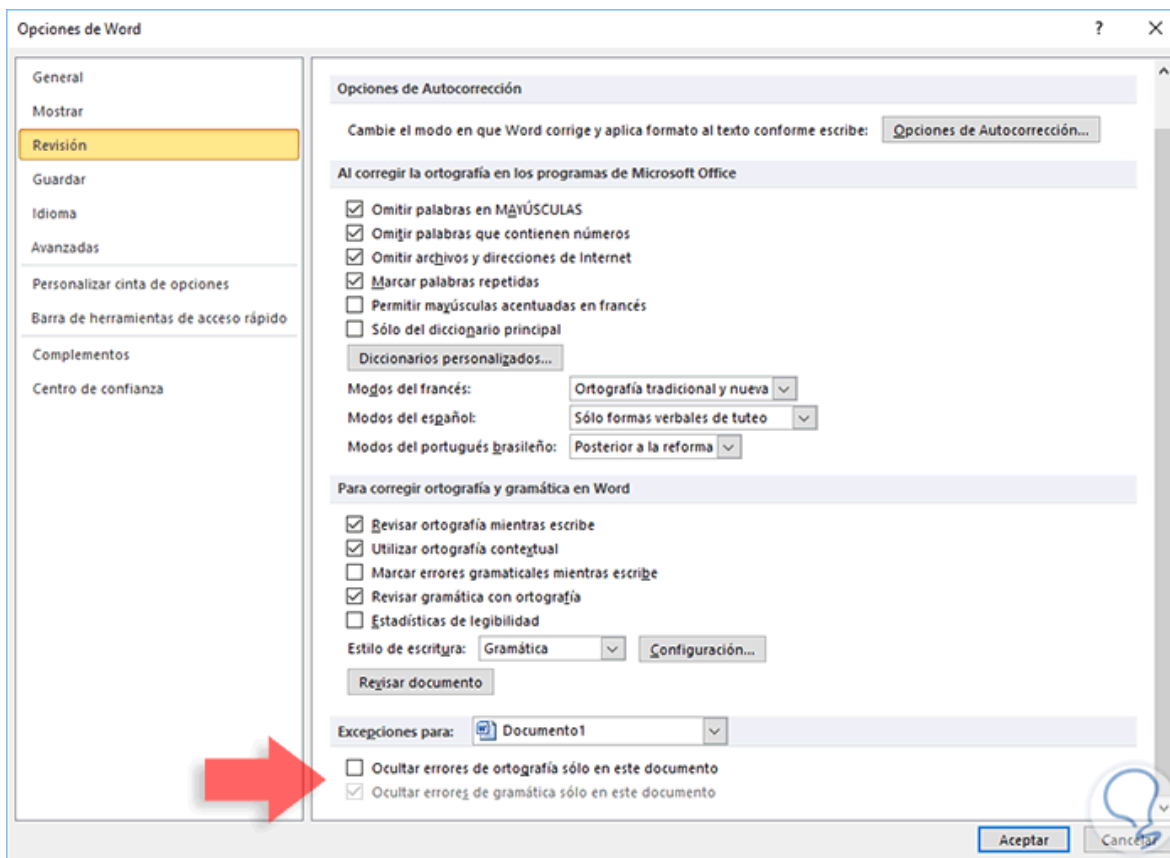 Opciones de Word
?
General
Mostrar
Revisión
Guardar
Idioma
Avanzadas
Personalizar cinta de opciones
Barra de herramientas de acceso rápido
Complementos
Centro de confianza
Opciones de Autocorrección
Cambie el modo en que Word corrige y aplica formato al texto conforme escribe: Opciones de Autocorrección...
Al corregir la ortografía en los programas de Microsoft Office
Omitir palabras en MAYÚSCULAS
Omitir palabras que contienen números
Omitir archivos y direcciones de Internet
Marcar palabras repetidas
Permitir mayúsculas acentuadas en francés
Sólo del diccionario principal
Diccionarios personalizados...
Modos del francés: Ortografía tradicional y nueva
Modos del español: Sólo formas verbales de tuteo
Modos del portugués brasileño: Posterior a la reforma
Para corregir ortografía y gramática en Word
Revisar ortografía mientras escribe
Utilizar ortografía contextual
Marcar errores gramaticales mientras escribe
Revisar gramática con ortografía
Estadísticas de legibilidad
Estilo de escritura: Gramática Configuración...
Revisar documento
Excepciones para: Documento1
Ocultar errores de ortografía sólo en este documento
Ocultar errores de gramática sólo en este documento
Aceptar Cancelar